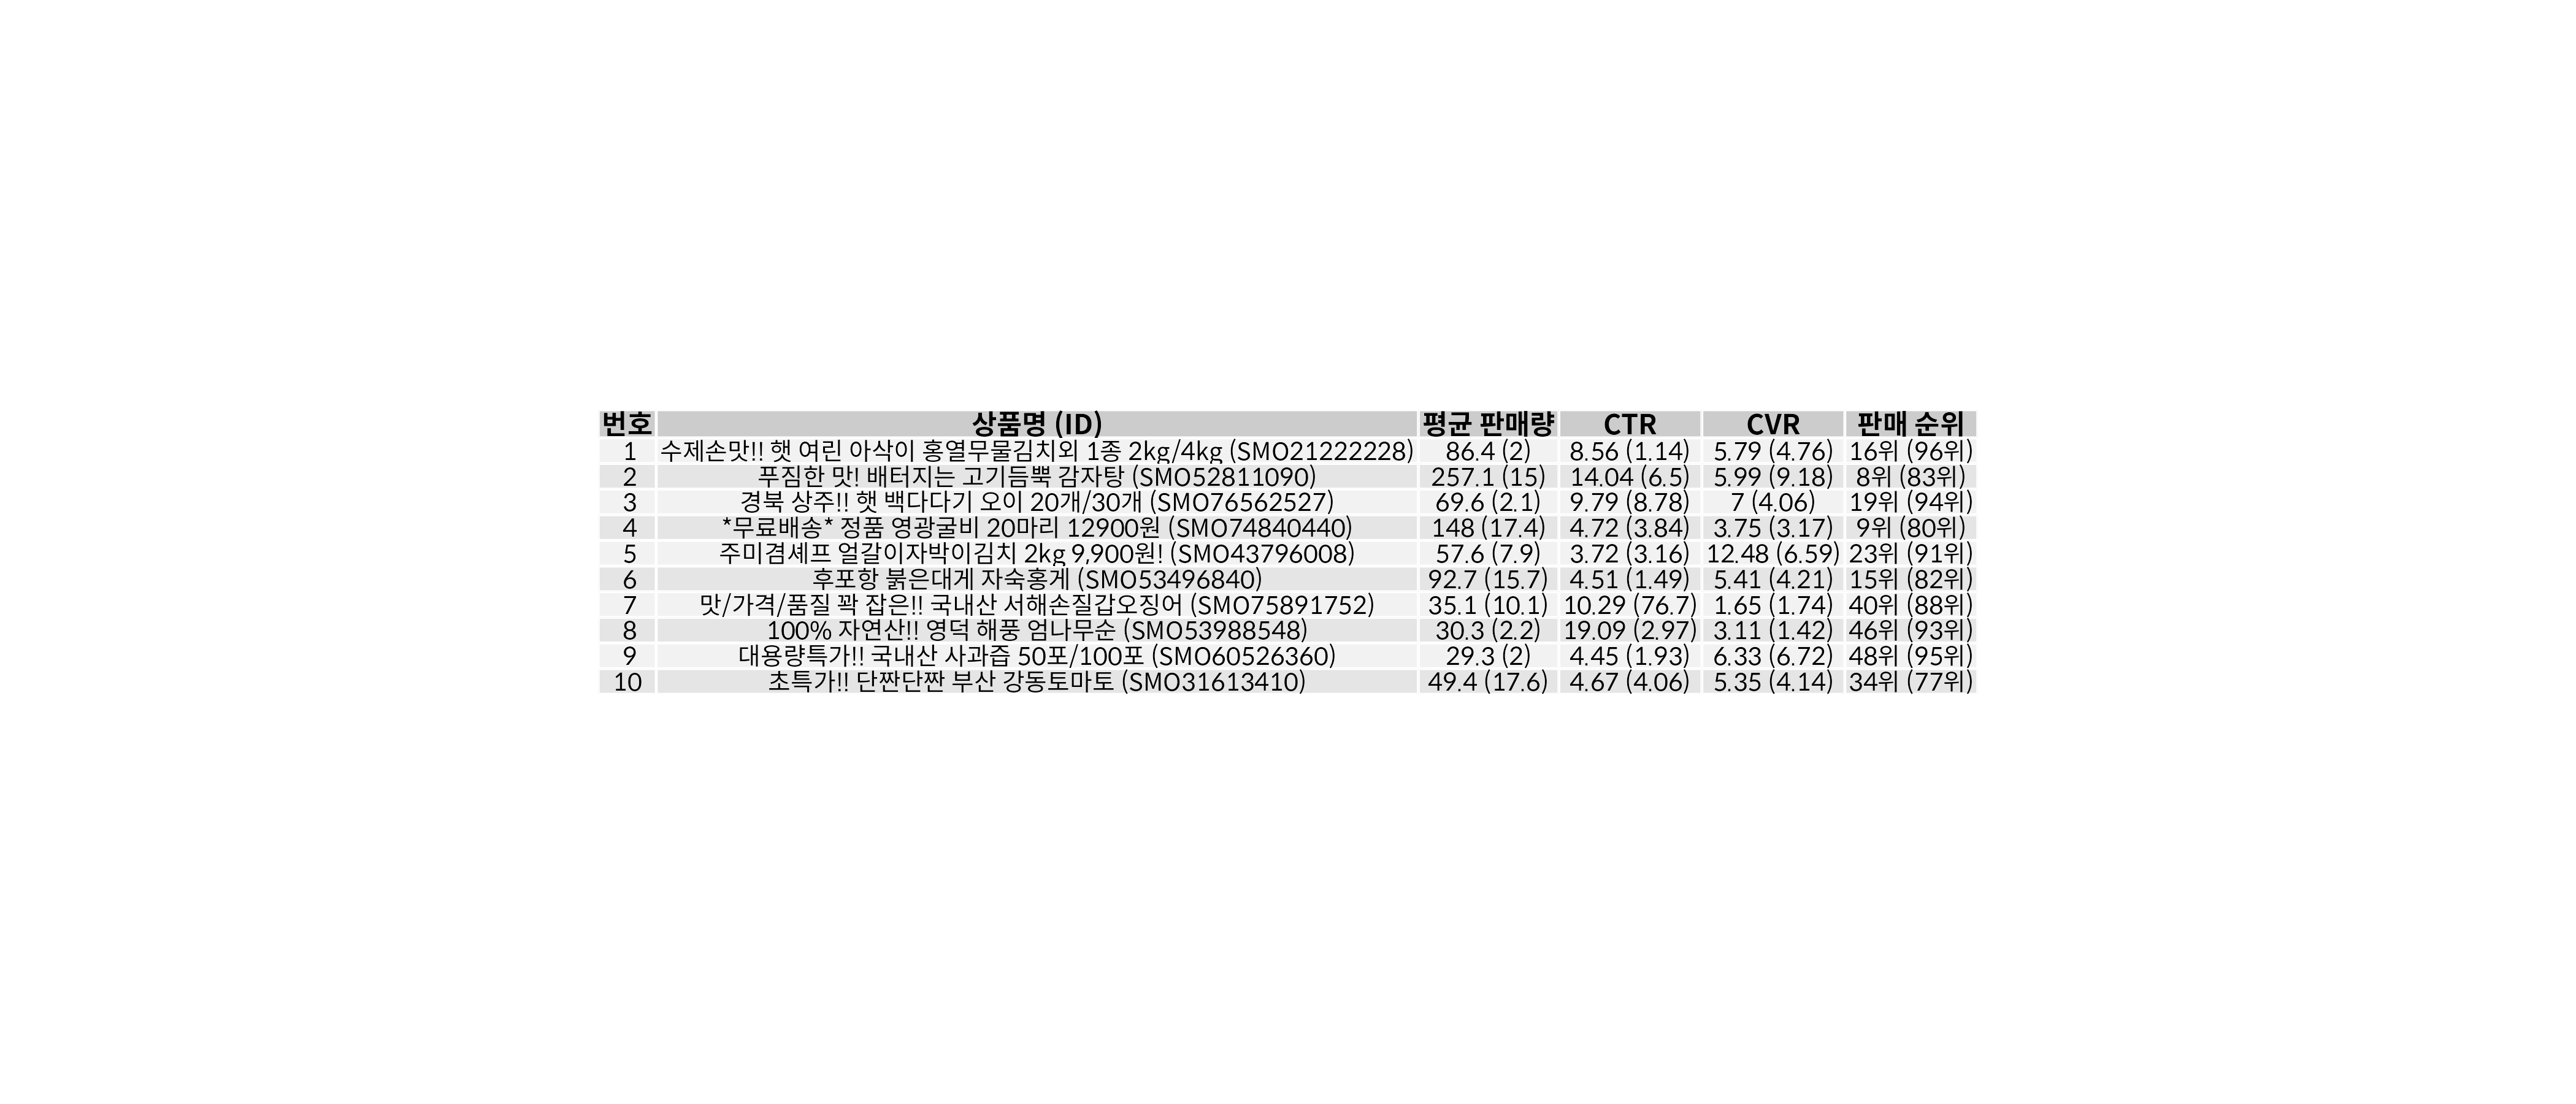 번호 상품명 (ID) 평균 판매량 CTR CVR 판매 순위
1 수제손맛!! 햇 여린 아삭이 홍열무물김치외 1종 2kg/4kg (SMO21222228) 86.4 (2) 8.56 (1.14) 5.79 (4.76) 16위 (96위)
2 푸짐한 맛! 배터지는 고기듬뿍 감자탕 (SMO52811090) 257.1 (15) 14.04 (6.5) 5.99 (9.18) 8위 (83위)
3 경북 상주!! 햇 백다다기 오이 20개/30개 (SMO76562527) 69.6 (2.1) 9.79 (8.78) 7 (4.06) 19위 (94위)
4 *무료배송* 정품 영광굴비 20마리 12900원 (SMO74840440) 148 (17.4) 4.72 (3.84) 3.75 (3.17) 9위 (80위)
5 주미겸셰프 얼갈이자박이김치 2kg 9,900원! (SMO43796008) 57.6 (7.9) 3.72 (3.16) 12.48 (6.59) 23위 (91위)
6 후포항 붉은대게 자숙홍게 (SMO53496840) 92.7 (15.7) 4.51 (1.49) 5.41 (4.21) 15위 (82위)
7 맛/가격/품질 꽉 잡은!! 국내산 서해손질갑오징어 (SMO75891752) 35.1 (10.1) 10.29 (76.7) 1.65 (1.74) 40위 (88위)
8 100% 자연산!! 영덕 해풍 엄나무순 (SMO53988548) 30.3 (2.2) 19.09 (2.97) 3.11 (1.42) 46위 (93위)
9 대용량특가!! 국내산 사과즙 50포/100포 (SMO60526360) 29.3 (2) 4.45 (1.93) 6.33 (6.72) 48위 (95위)
10 초특가!! 단짠단짠 부산 강동토마토 (SMO31613410) 49.4 (17.6) 4.67 (4.06) 5.35 (4.14) 34위 (77위)